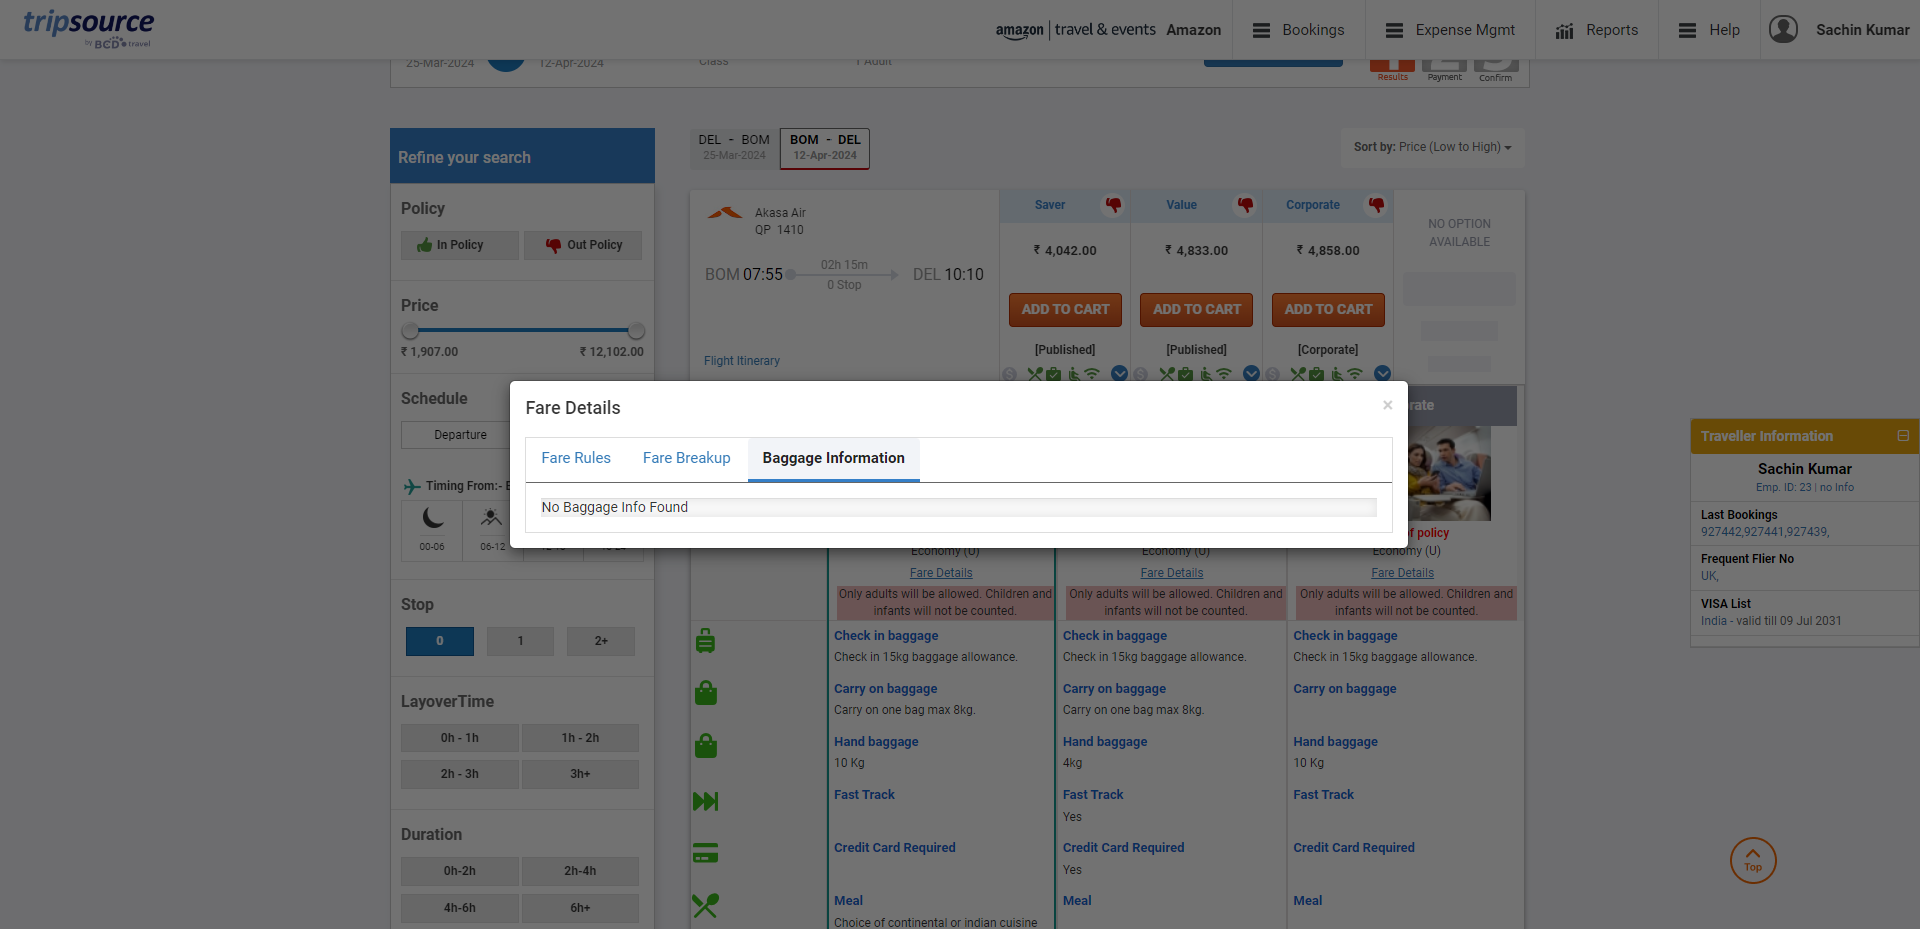 tripsource
by BCD travel
amazon | travel & events Amazon
Bookings
Expense Mgmt
Reports
Help
Sachin Kumar
25-Mar-2024
12-Apr-2024
Class
1 Adult
Results
Payment
Confirm
Refine your search
Policy
In Policy
Out Policy
Price
₹ 1,907.00
₹ 12,102.00
Schedule
Departure
Timing From:-
00-06
06-12
Stop
0
1
2+
LayoverTime
0h - 1h
1h - 2h
2h - 3h
3h+
Duration
0h-2h
2h-4h
4h-6h
6h+
DEL - BOM
25-Mar-2024
BOM - DEL
12-Apr-2024
Sort by: Price (Low to High)
Akasa Air
QP 1410
BOM 07:55
02h 15m
0 Stop
DEL 10:10
Flight Itinerary
Saver
₹ 4,042.00
ADD TO CART
[Published]
Value
₹ 4,833.00
ADD TO CART
[Published]
Corporate
₹ 4,858.00
ADD TO CART
[Corporate]
NO OPTION
AVAILABLE
Fare Details
×
Fare Rules
Fare Breakup
Baggage Information
No Baggage Info Found
rate
policy
Economy (U)
Economy (U)
Economy (U)
Fare Details
Fare Details
Fare Details
Only adults will be allowed. Children and
infants will not be counted.
Only adults will be allowed. Children and
infants will not be counted.
Only adults will be allowed. Children and
infants will not be counted.
Check in baggage
Check in 15kg baggage allowance.
Check in baggage
Check in 15kg baggage allowance.
Check in baggage
Check in 15kg baggage allowance.
Carry on baggage
Carry on one bag max 8kg.
Carry on baggage
Carry on one bag max 8kg.
Carry on baggage
Hand baggage
10 Kg
Hand baggage
4kg
Hand baggage
10 Kg
Fast Track
Fast Track
Yes
Fast Track
Credit Card Required
Credit Card Required
Yes
Credit Card Required
Meal
Choice of continental or indian cuisine
Meal
Meal
Traveller Information
Sachin Kumar
Emp. ID: 23 | no Info
Last Bookings
927442,927441,927439,
Frequent Flier No
UK,
VISA List
India - valid till 09 Jul 2031
Top